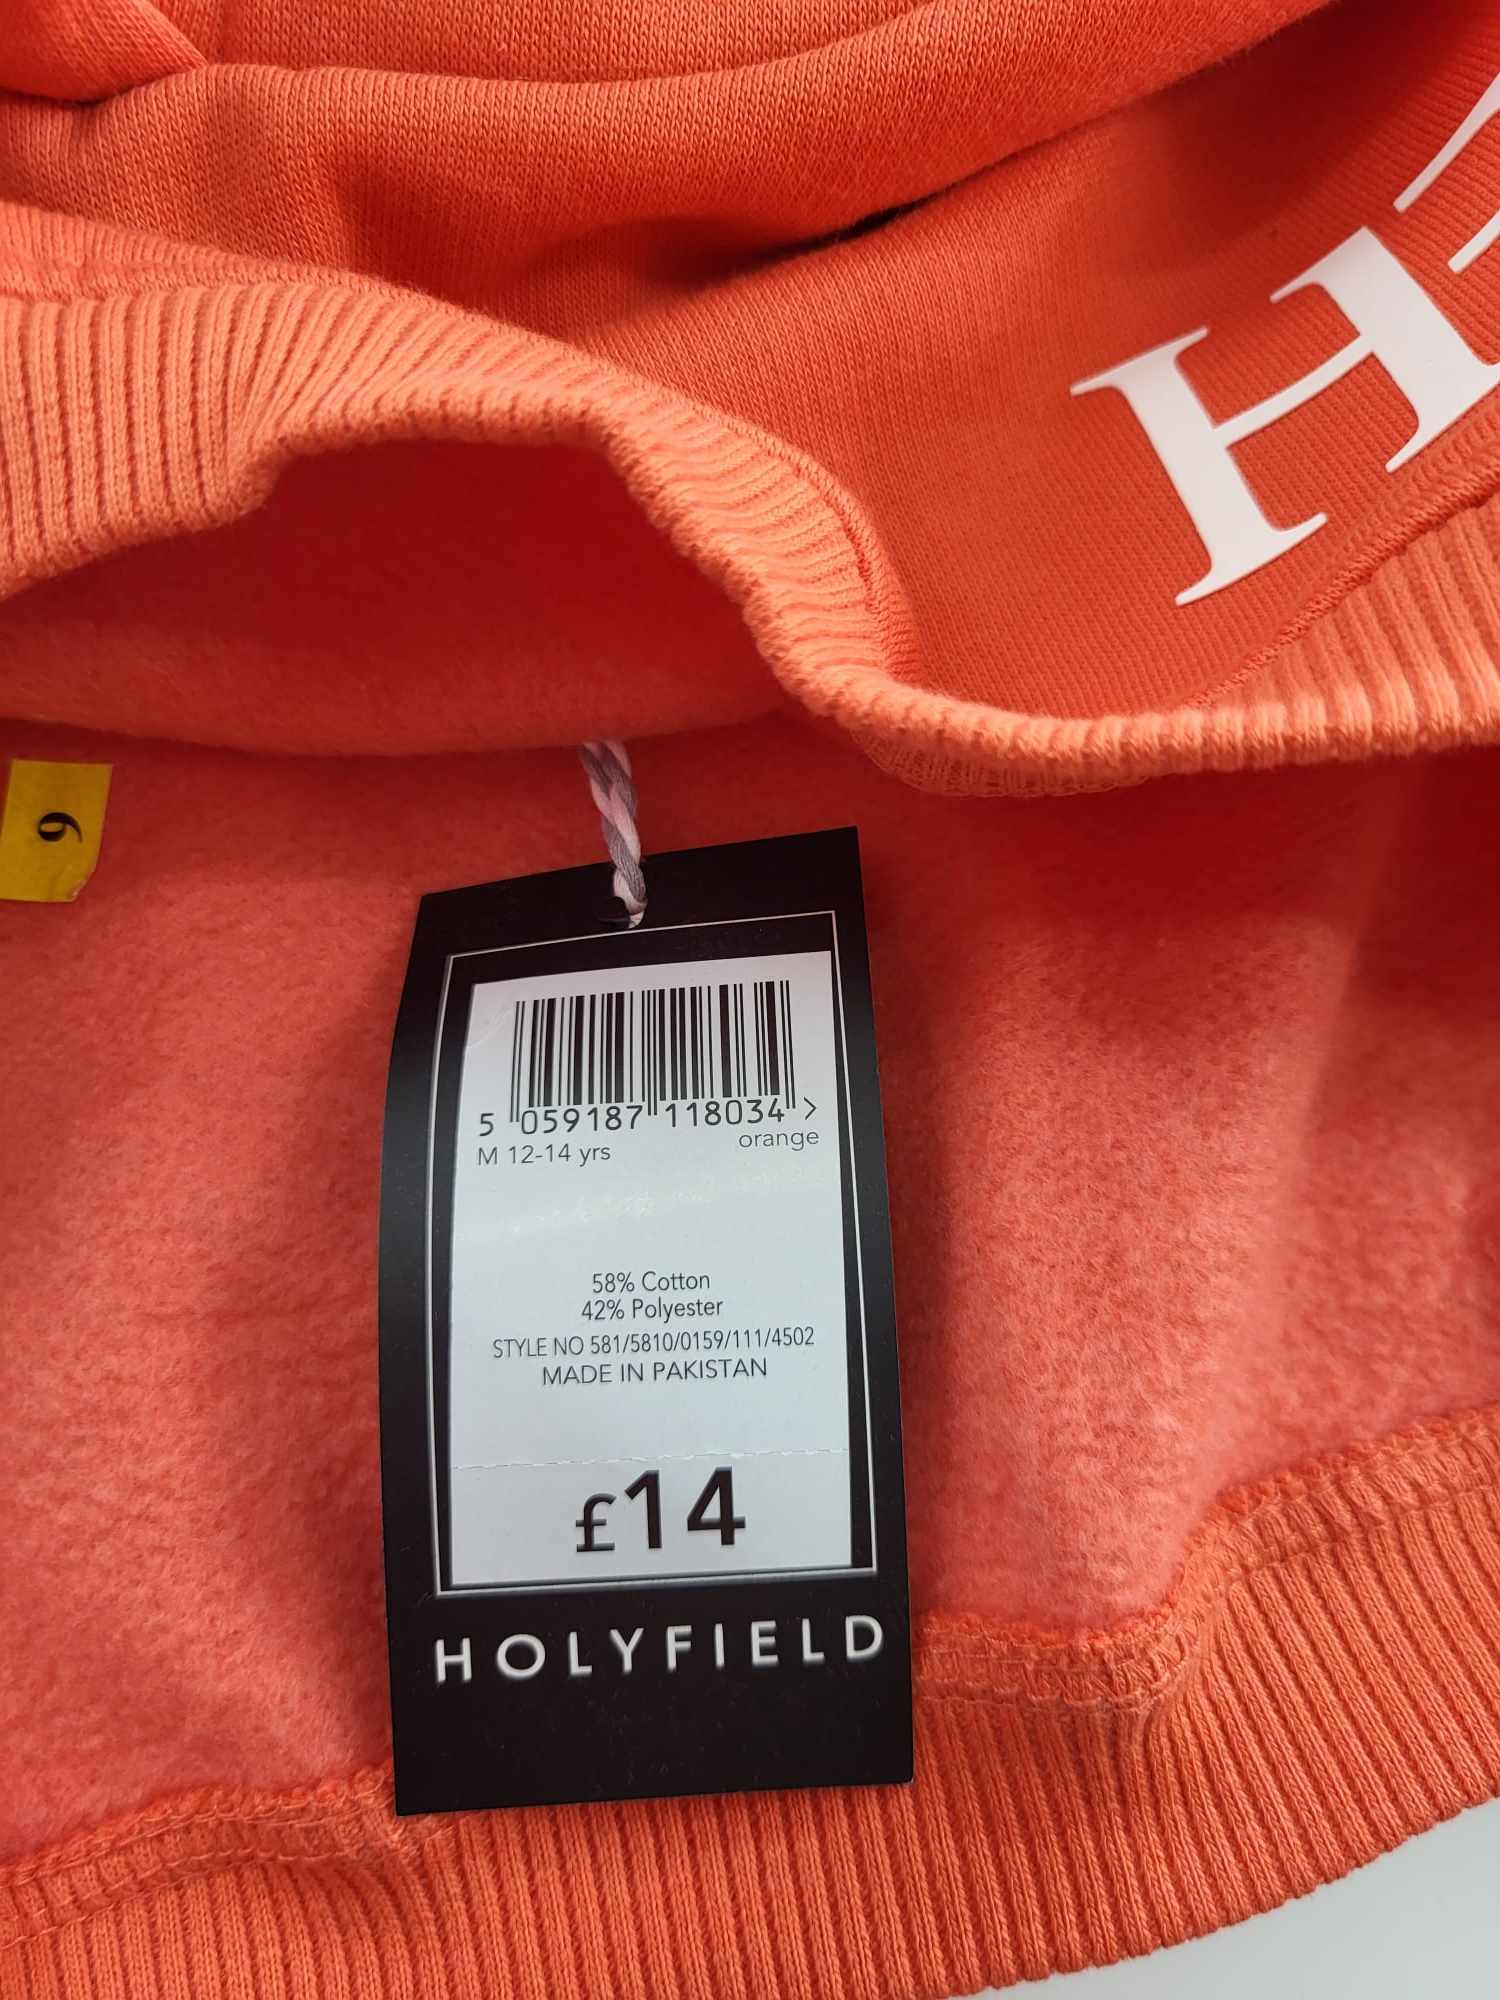 H
6
5 059187 118034 >
M 12-14 yrs orange
58% Cotton
42% Polyester
STYLE NO 581/5810/0159/111/4502
MADE IN PAKISTAN
£14
HOLYFIELD